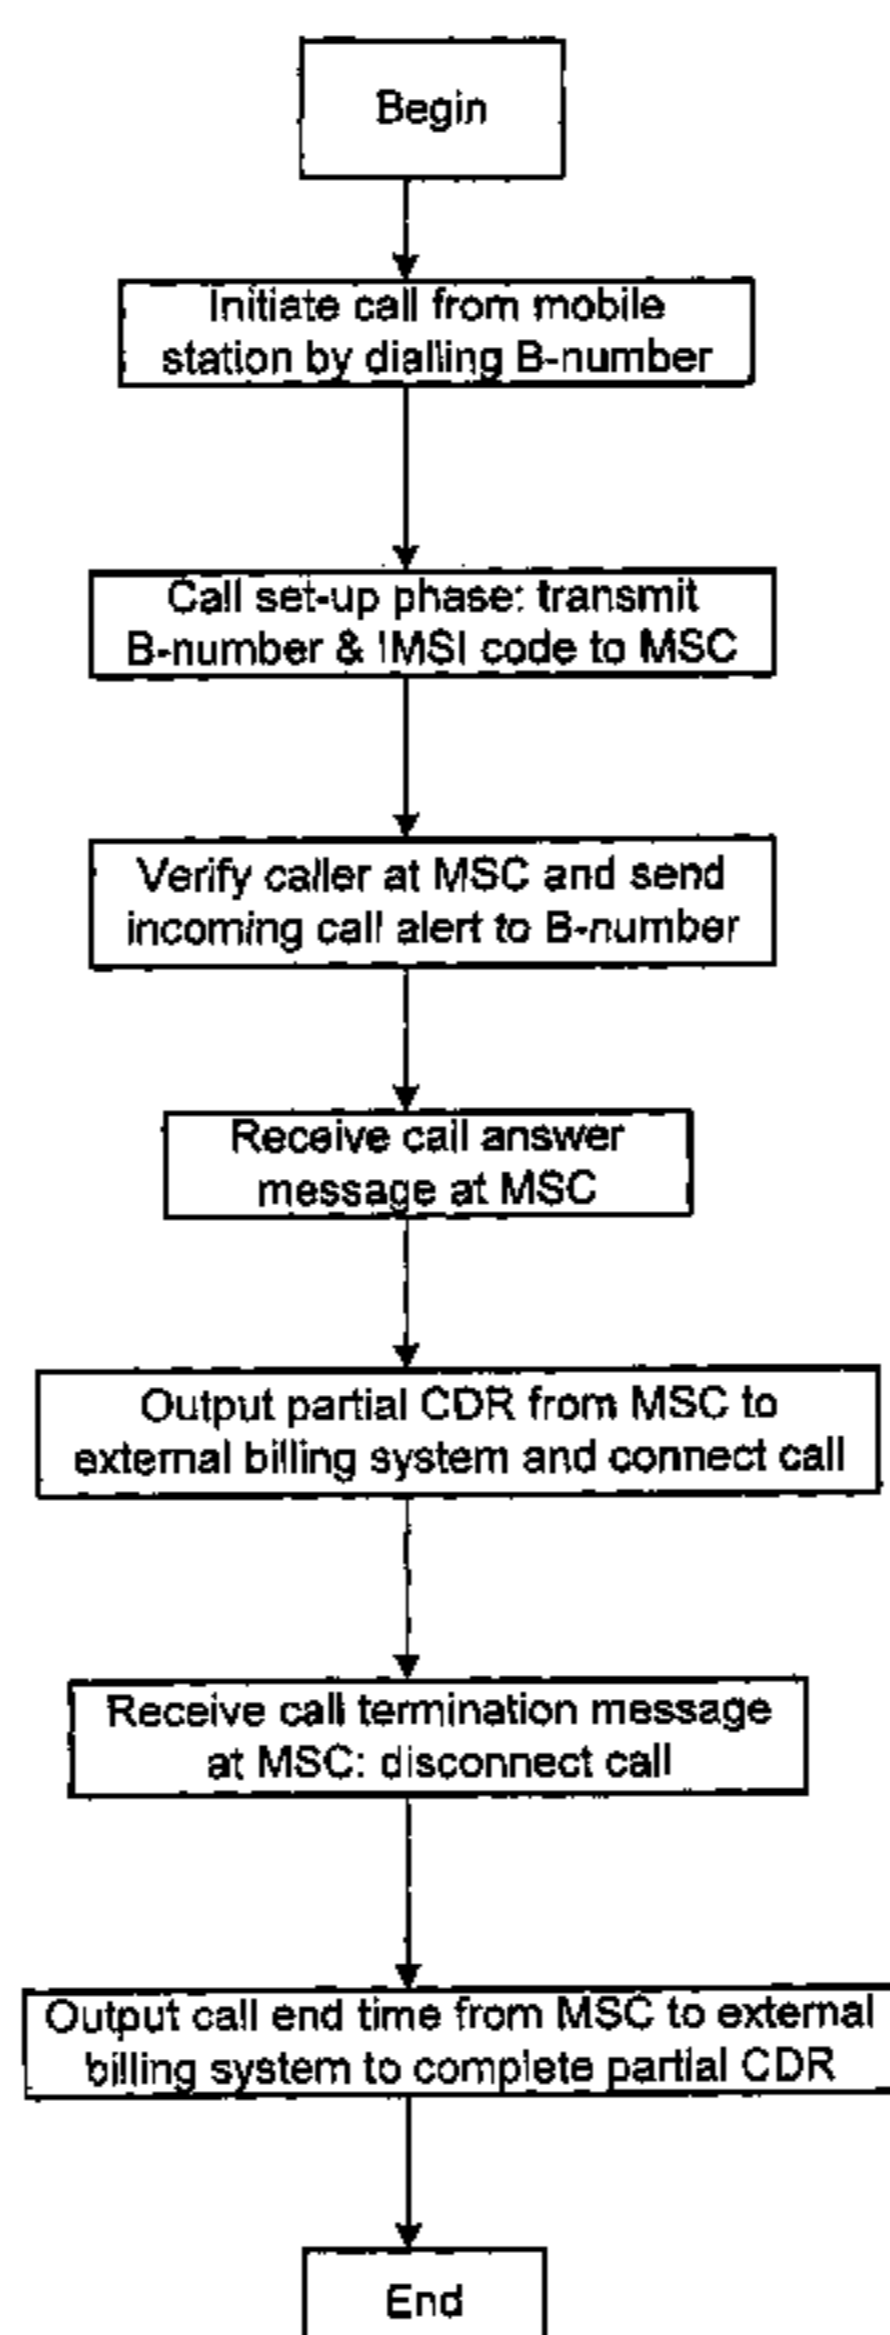 Begin
Initiate call from mobile
station by dialling B-number
Call set-up phase: transmit
B-number & IMSI code to MSC
Verify caller at MSC and send
incoming call alert to B-number
Receive call answer
message at MSC
Output partial CDR from MSC to
external billing system and connect call
Receive call termination message
at MSC: disconnect call
Output call end time from MSC to external
billing system to complete partial CDR
End